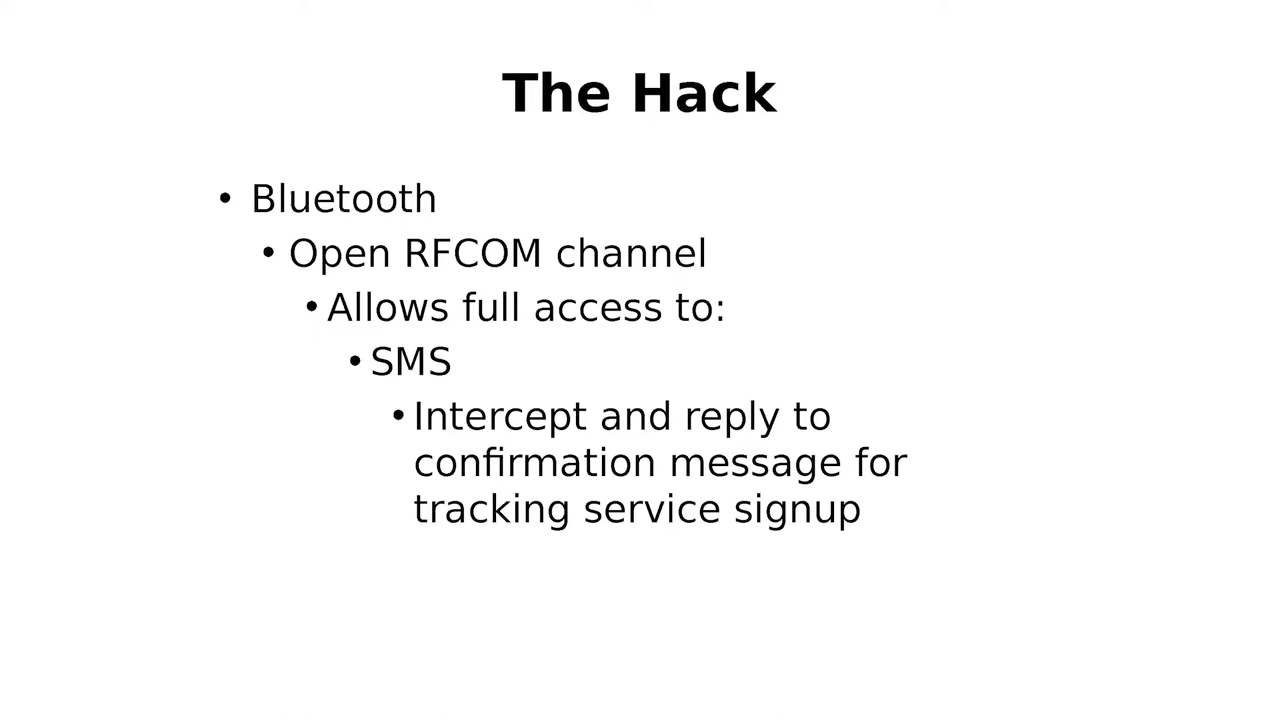 The Hack
• Bluetooth
• Open RFCOM channel
• Allows full access to:
• SMS
• Intercept and reply to
confirmation message for
tracking service signup